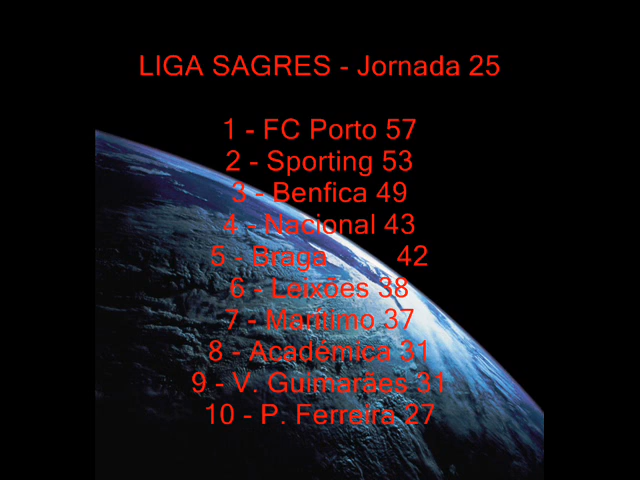 LIGA SAGRES - Jornada 25
1 - FC Porto 57
2 - Sporting 53
3 - Benfica 49
4 - Nacional 43
5 - Braga 42
6 - Leixões 38
7 - Marítimo 37
8 - Académica 31
9 - V. Guimarães 31
10 - P. Ferreira 27